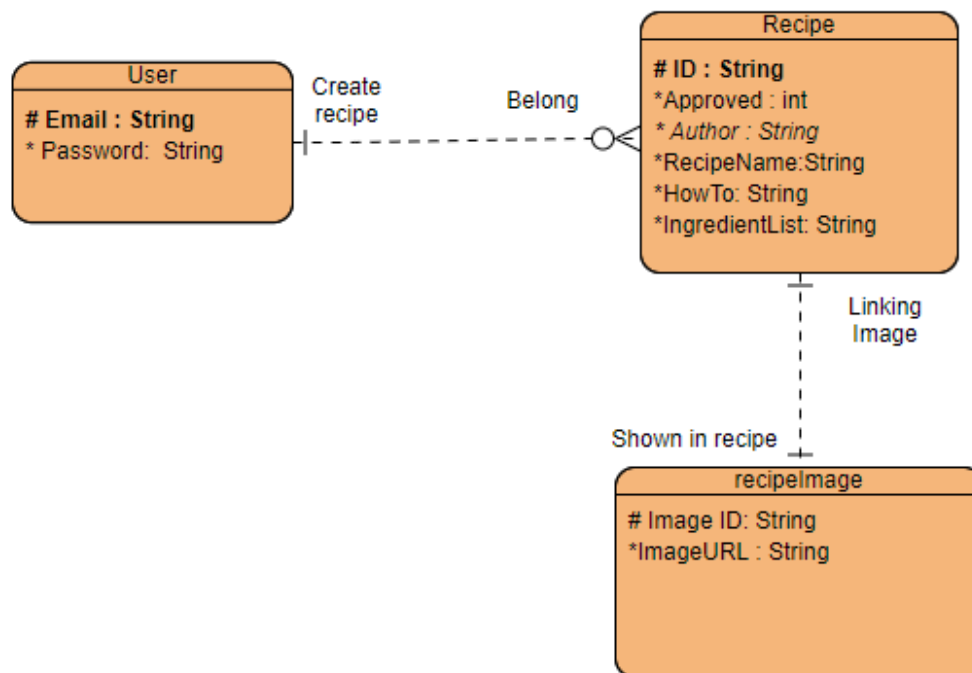 User
# Email : String
* Password: String
Create
recipe
Belong
Recipe
# ID : String
*Approved : int
* Author : String
*RecipeName:String
*HowTo: String
*IngredientList: String
Linking
Image
Shown in recipe
recipeImage
# Image ID: String
*ImageURL : String